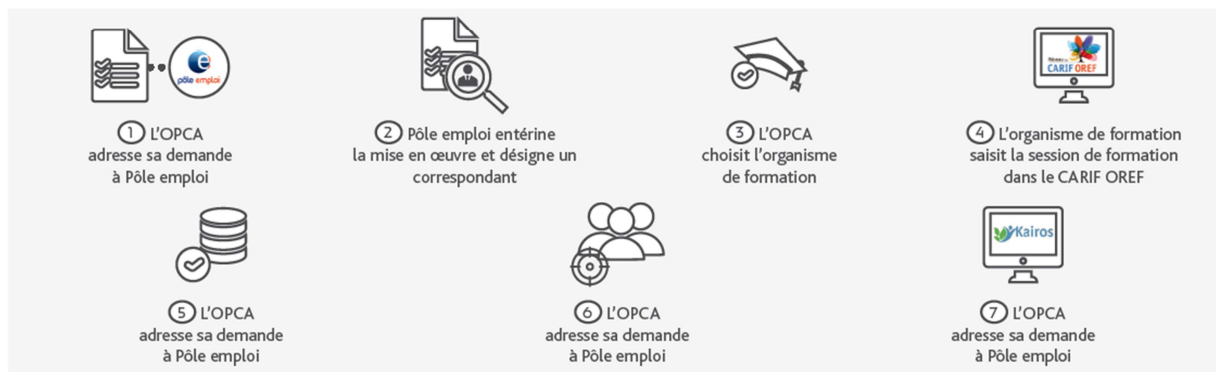 pôle emploi
Réseau des
CARIF OREF
1 L'OPCA
adresse sa demande
à Pôle emploi
2 Pôle emploi entérine
la mise en œuvre et désigne un
correspondant
3 L'OPCA
choisit l'organisme
de formation
4 L'organisme de formation
saisit la session de formation
dans le CARIF OREF
Kairos
5 L'OPCA
adresse sa demande
à Pôle emploi
6 L'OPCA
adresse sa demande
à Pôle emploi
7 L'OPCA
adresse sa demande
à Pôle emploi